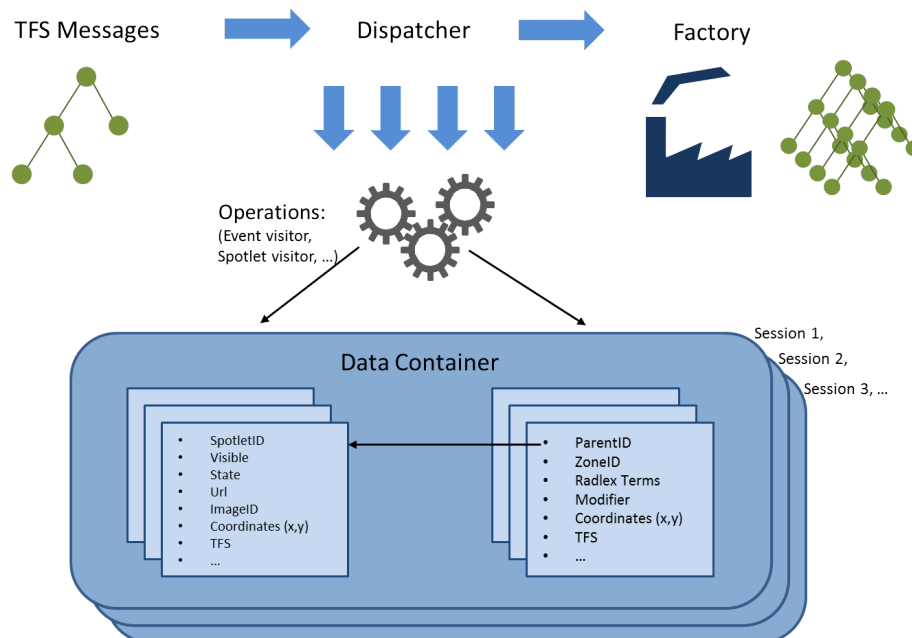 TFS Messages
Dispatcher
Factory
Operations:
(Event visitor,
Spotlet visitor, ...)
Session 1,
Session 2,
Session 3, ...
Data Container
• SpotletID
• Visible
• State
• Url
• ImageID
• Coordinates (x,y)
• TFS
• ...
• ParentID
• ZoneID
• Radlex Terms
• Modifier
• Coordinates (x,y)
• TFS
• ...